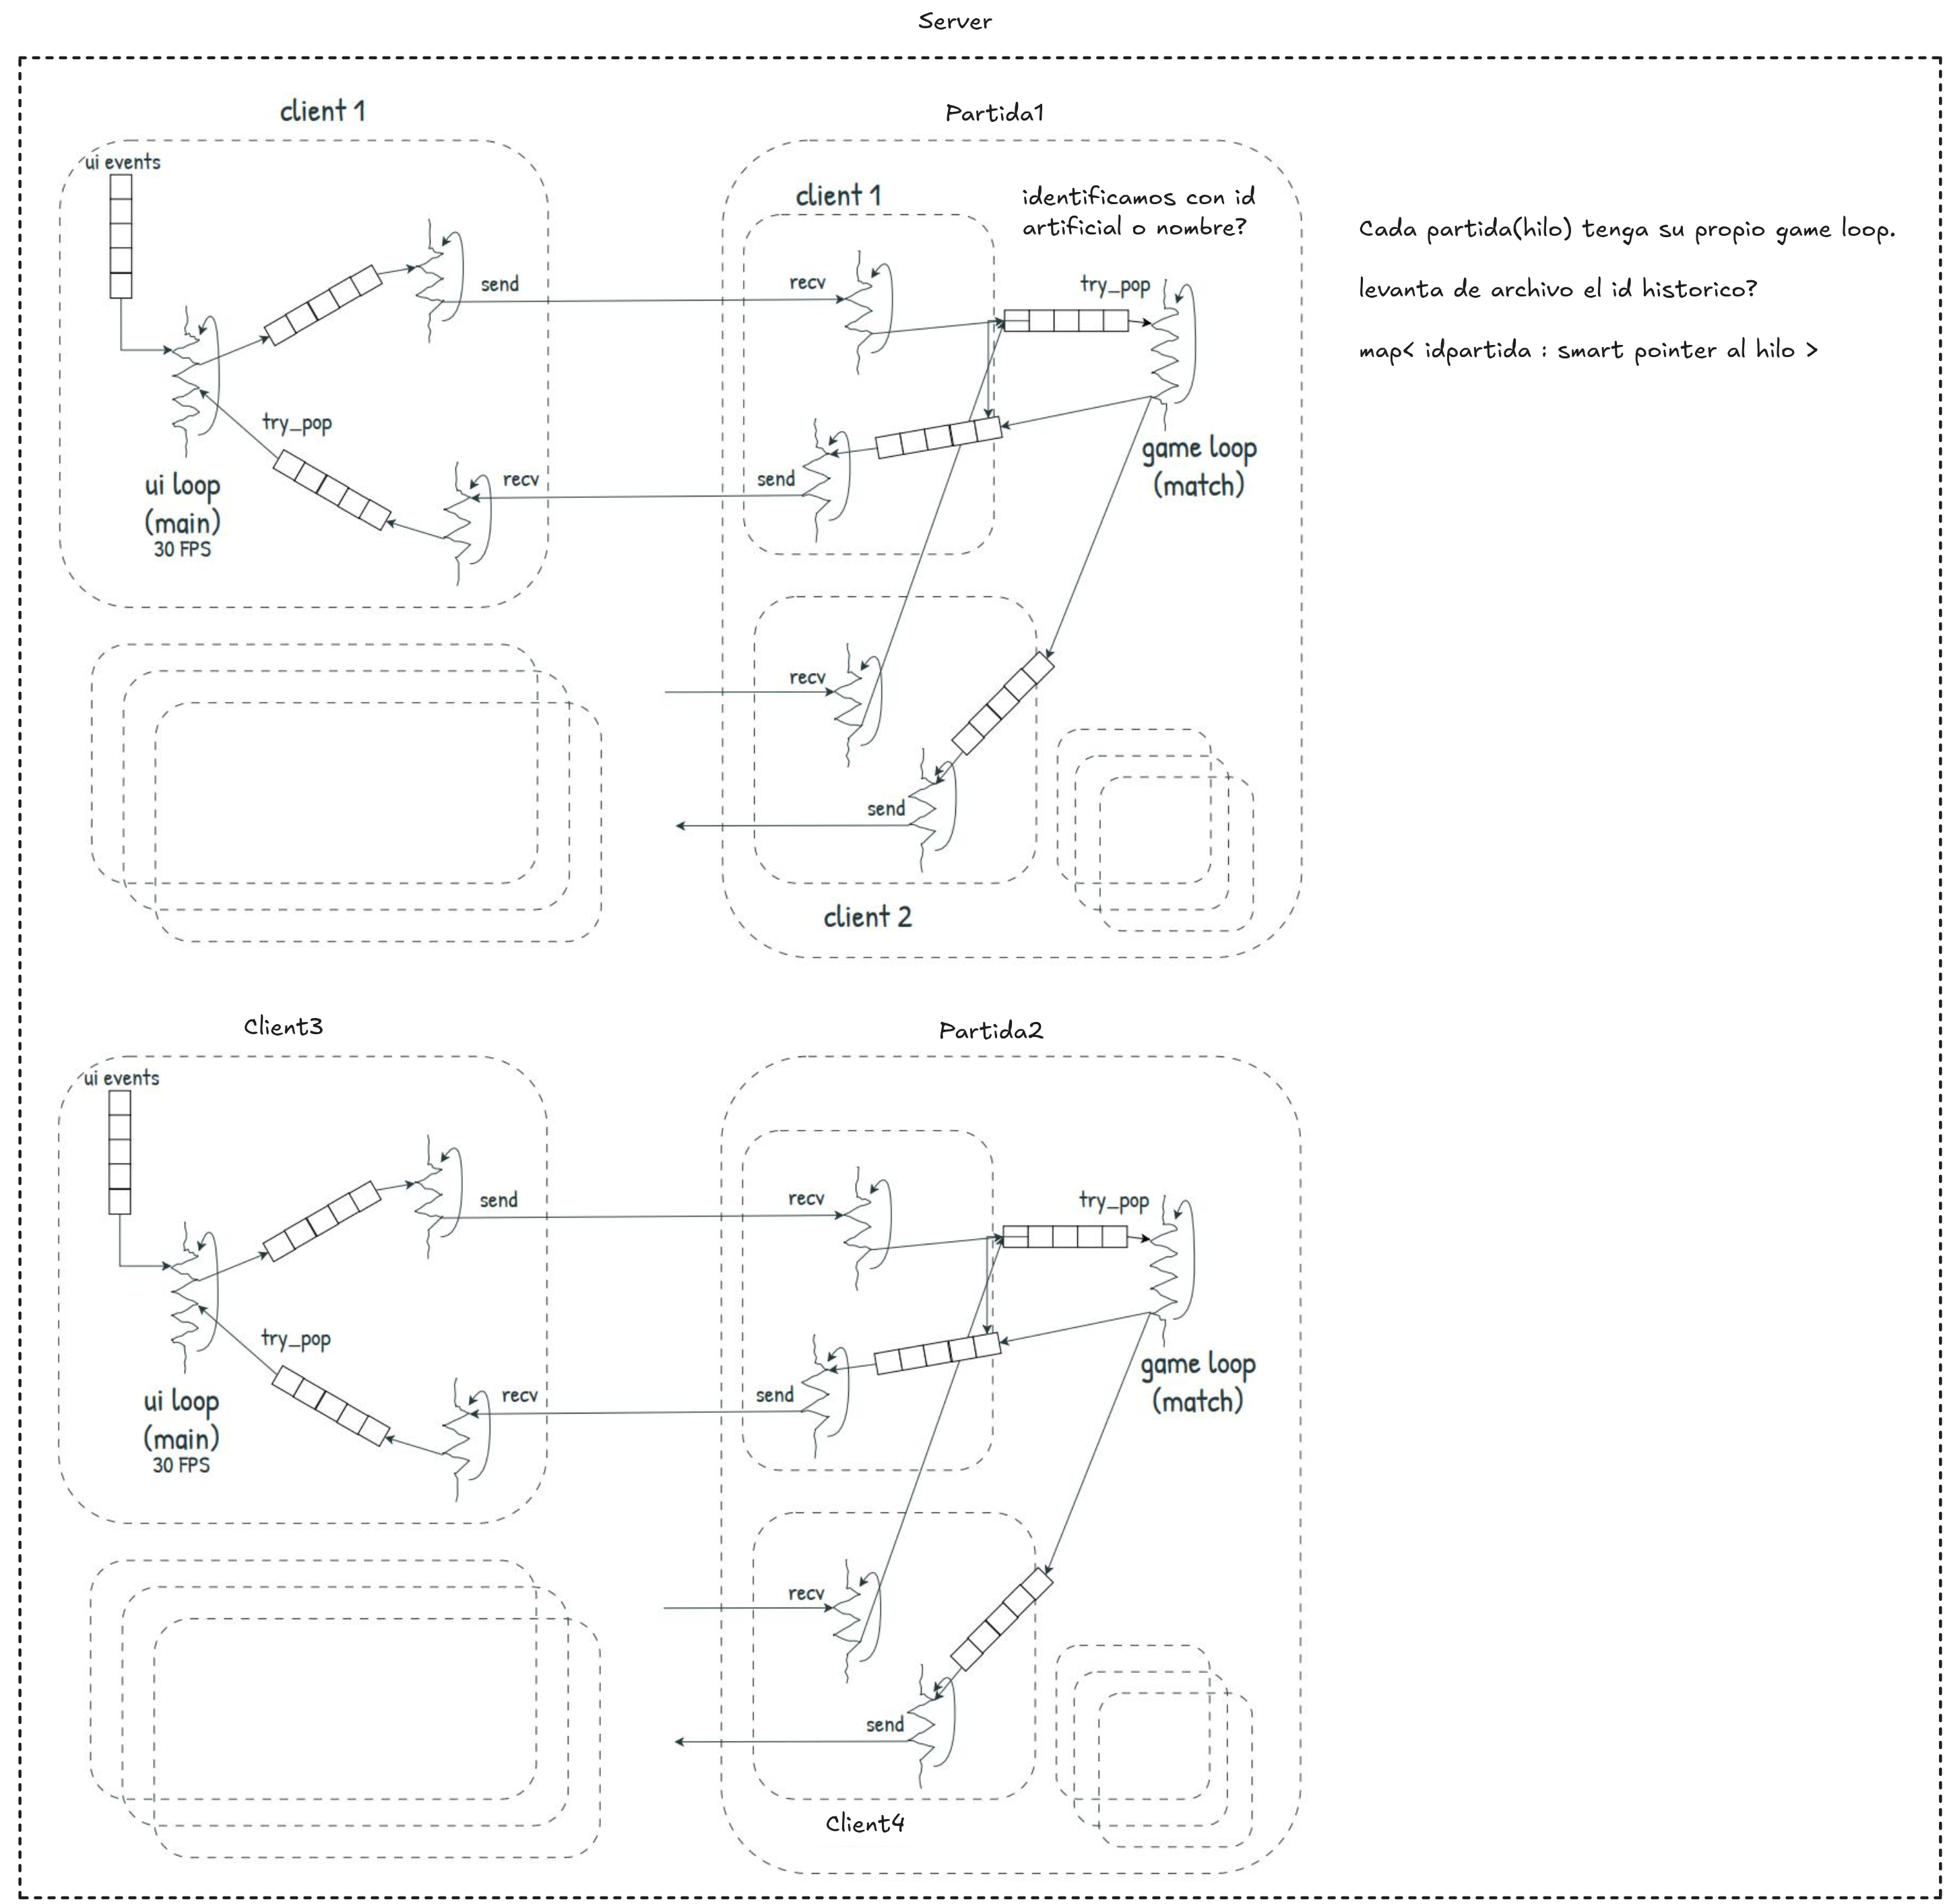 Server
client 1
ui events
send
try_pop
recv
ui loop
(main)
30 FPS
Partida1
client 1
identificamos con id
artificial o nombre?
recv
try_pop
send
game loop
(match)
recv
send
client 2
Cada partida(hilo) tenga su propio game loop.
levanta de archivo el id historico?
map< idpartida : smart pointer al hilo >
Client3
ui events
send
try_pop
recv
ui loop
(main)
30 FPS
Partida2
recv
try_pop
send
game loop
(match)
recv
send
Client4